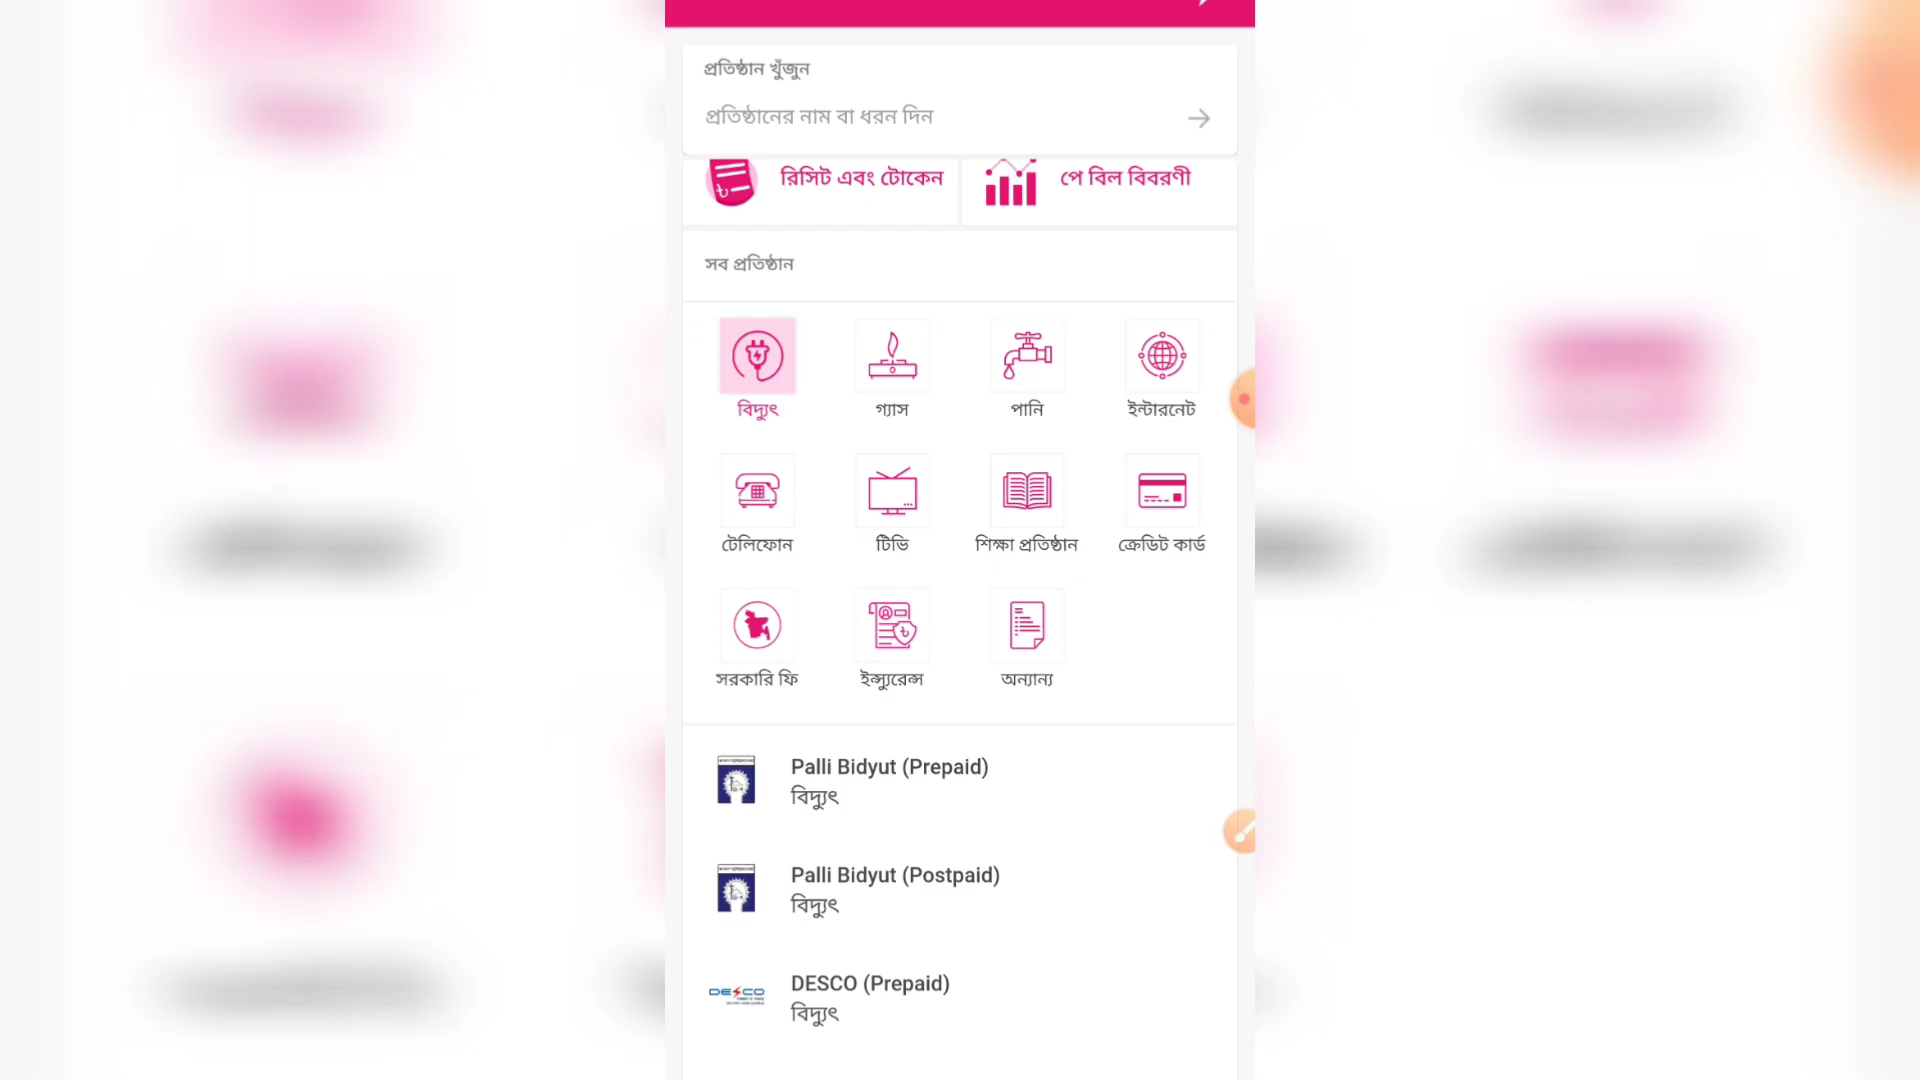 প্রতিষ্ঠান খুঁজুন
প্রতিষ্ঠানের নাম বা ধরন দিন
রিসিট এবং টোকেন
পে বিল বিবরণী
সব প্রতিষ্ঠান
বিদ্যুৎ
গ্যাস
পানি
ইন্টারনেট
টেলিফোন
টিভি
শিক্ষা প্রতিষ্ঠান
ক্রেডিট কার্ড
সরকারি ফি
ইন্স্যুরেন্স
অন্যান্য
Palli Bidyut (Prepaid)
বিদ্যুৎ
Palli Bidyut (Postpaid)
বিদ্যুৎ
DESCO
DESCO (Prepaid)
বিদ্যুৎ